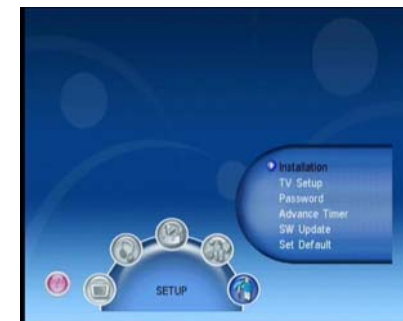 Installation
TV Setup
Password
Advance Timer
SW Update
Set Default
SETUP